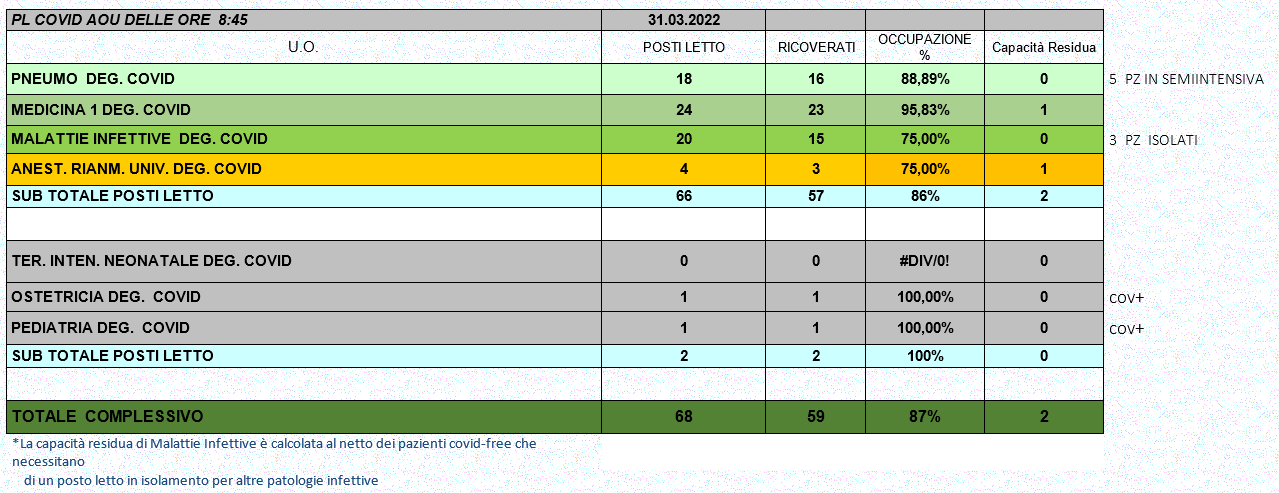 PL COVID AOU DELLE ORE 8:45 31.03.2022
U.O. POSTI LETTO RICOVERATI OCCUPAZIONE % Capacità Residua
PNEUMO DEG. COVID 18 16 88,89% 0 5 PZ IN SEMIINTENSIVA
MEDICINA 1 DEG. COVID 24 23 95,83% 1
MALATTIE INFETTIVE DEG. COVID 20 15 75,00% 0 3 PZ ISOLATI
ANEST. RIANM. UNIV. DEG. COVID 4 3 75,00% 1
SUB TOTALE POSTI LETTO 66 57 86% 2
TER. INTEN. NEONATALE DEG. COVID 0 0 #DIV/0! 0
OSTETRICIA DEG. COVID 1 1 100,00% 0 COV+
PEDIATRIA DEG. COVID 1 1 100,00% 0 COV+
SUB TOTALE POSTI LETTO 2 2 100% 0
TOTALE COMPLESSIVO 68 59 87% 2
*La capacità residua di Malattie Infettive è calcolata al netto dei pazienti covid-free che
necessitano
di un posto letto in isolamento per altre patologie infettive